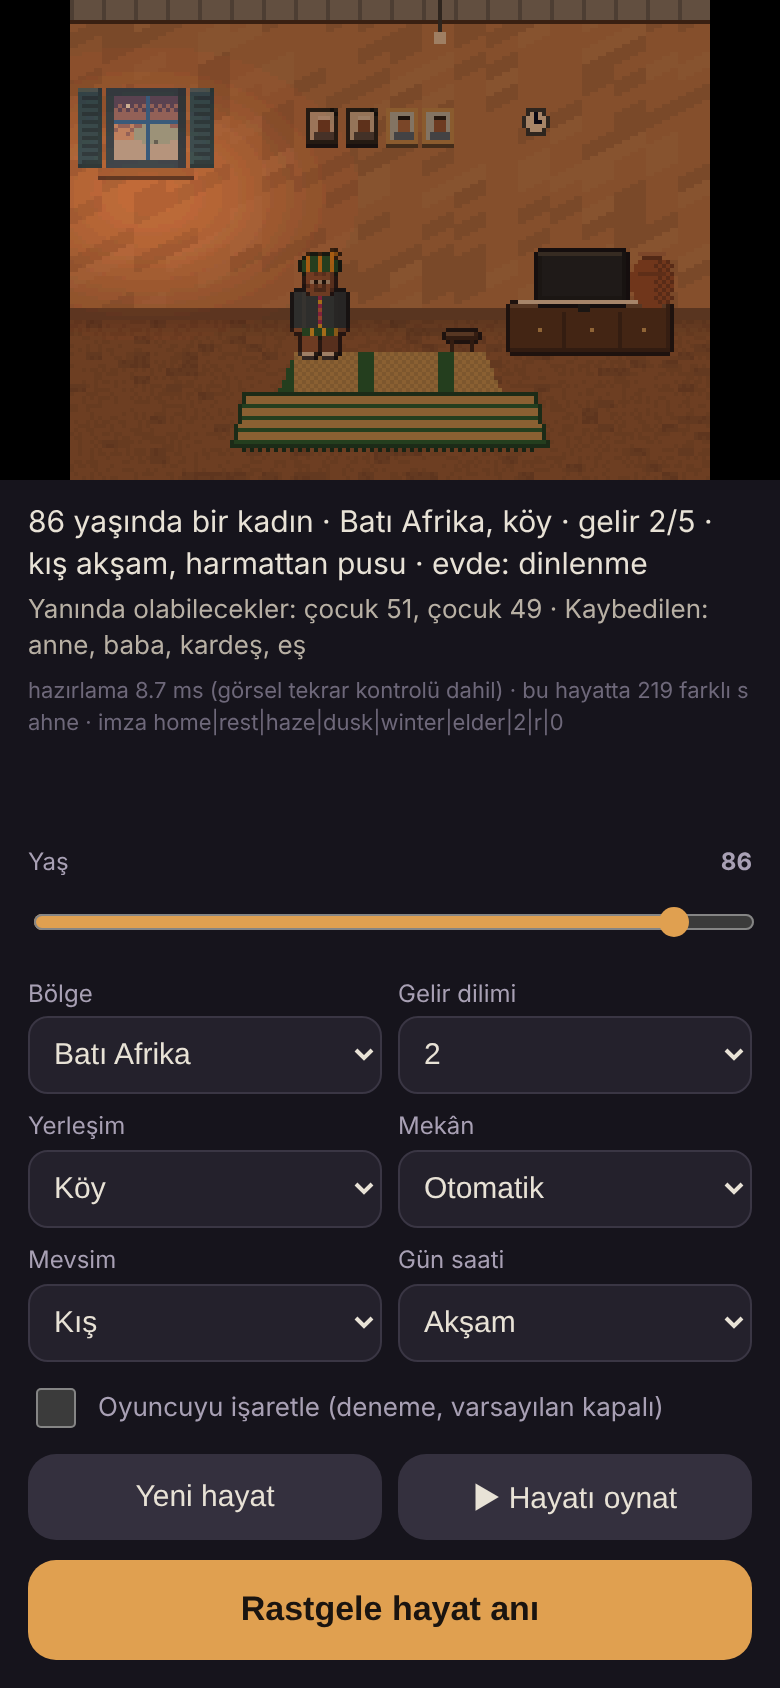 86 yaşında bir kadın · Batı Afrika, köy · gelir 2/5 ·
kış akşam, harmattan pusu · evde: dinlenme
Yanında olabilecekler: çocuk 51, çocuk 49 · Kaybedilen:
anne, baba, kardeş, eş
hazırlama 8.7 ms (görsel tekrar kontrolü dahil) · bu hayatta 219 farklı s
ahne · imza home|rest|haze|dusk|winter|elder|2|r|0
Yaş 86
Bölge Gelir dilimi
Batı Afrika 2
Yerleşim Mekân
Köy Otomatik
Mevsim Gün saati
Kış Akşam
Oyuncuyu işaretle (deneme, varsayılan kapalı)
Yeni hayat ▶ Hayatı oynat
Rastgele hayat anı